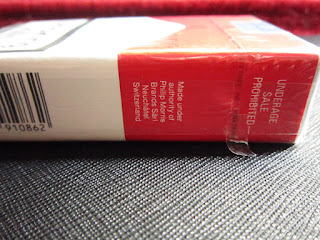 910862
Made under
authority of
Philip Morris
Brands Sàrl
Neuchâtel,
Switzerland
UNDERAGE
SALE
PROHIBITED